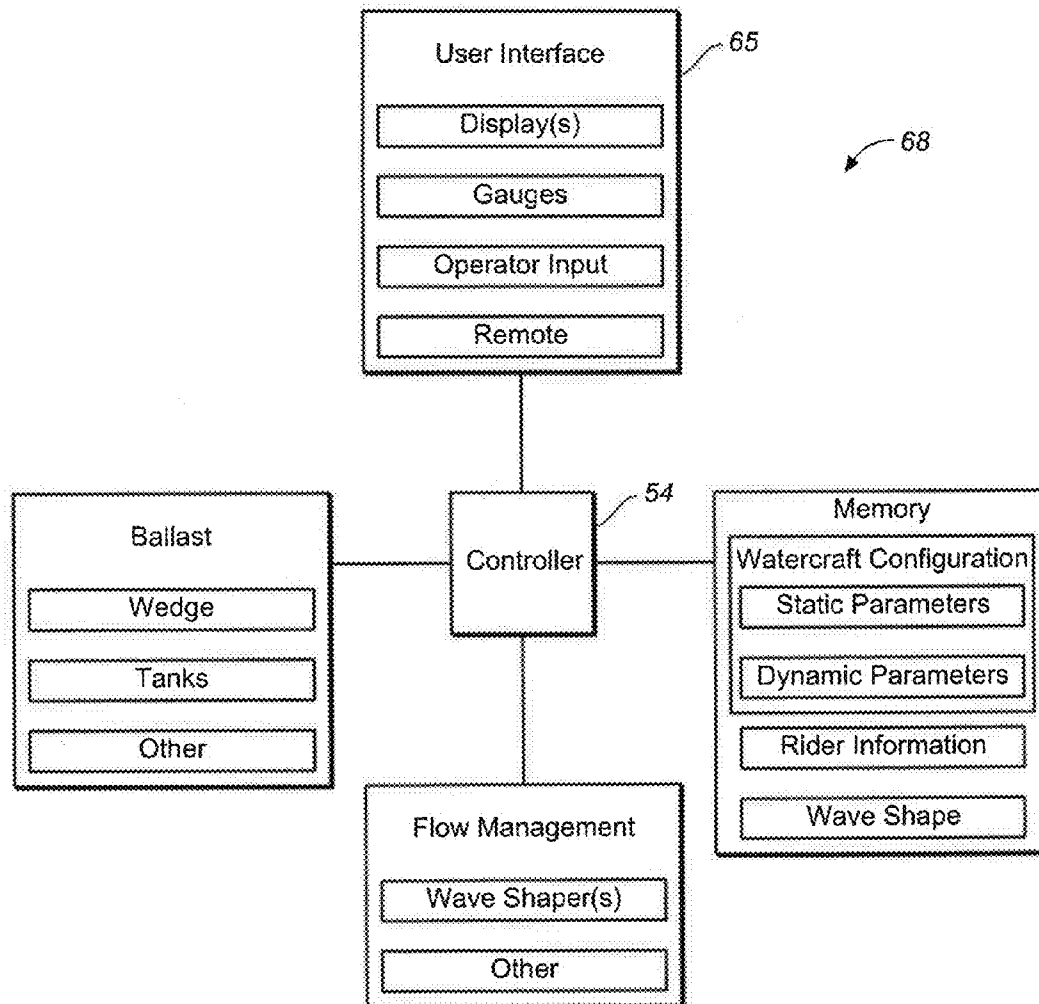 User Interface
65
Display(s)
68
Gauges
Operator Input
Remote
Ballast
Wedge
Tanks
Other
Controller
54
Memory
Watercraft Configuration
Static Parameters
Dynamic Parameters
Rider Information
Wave Shape
Flow Management
Wave Shaper(s)
Other